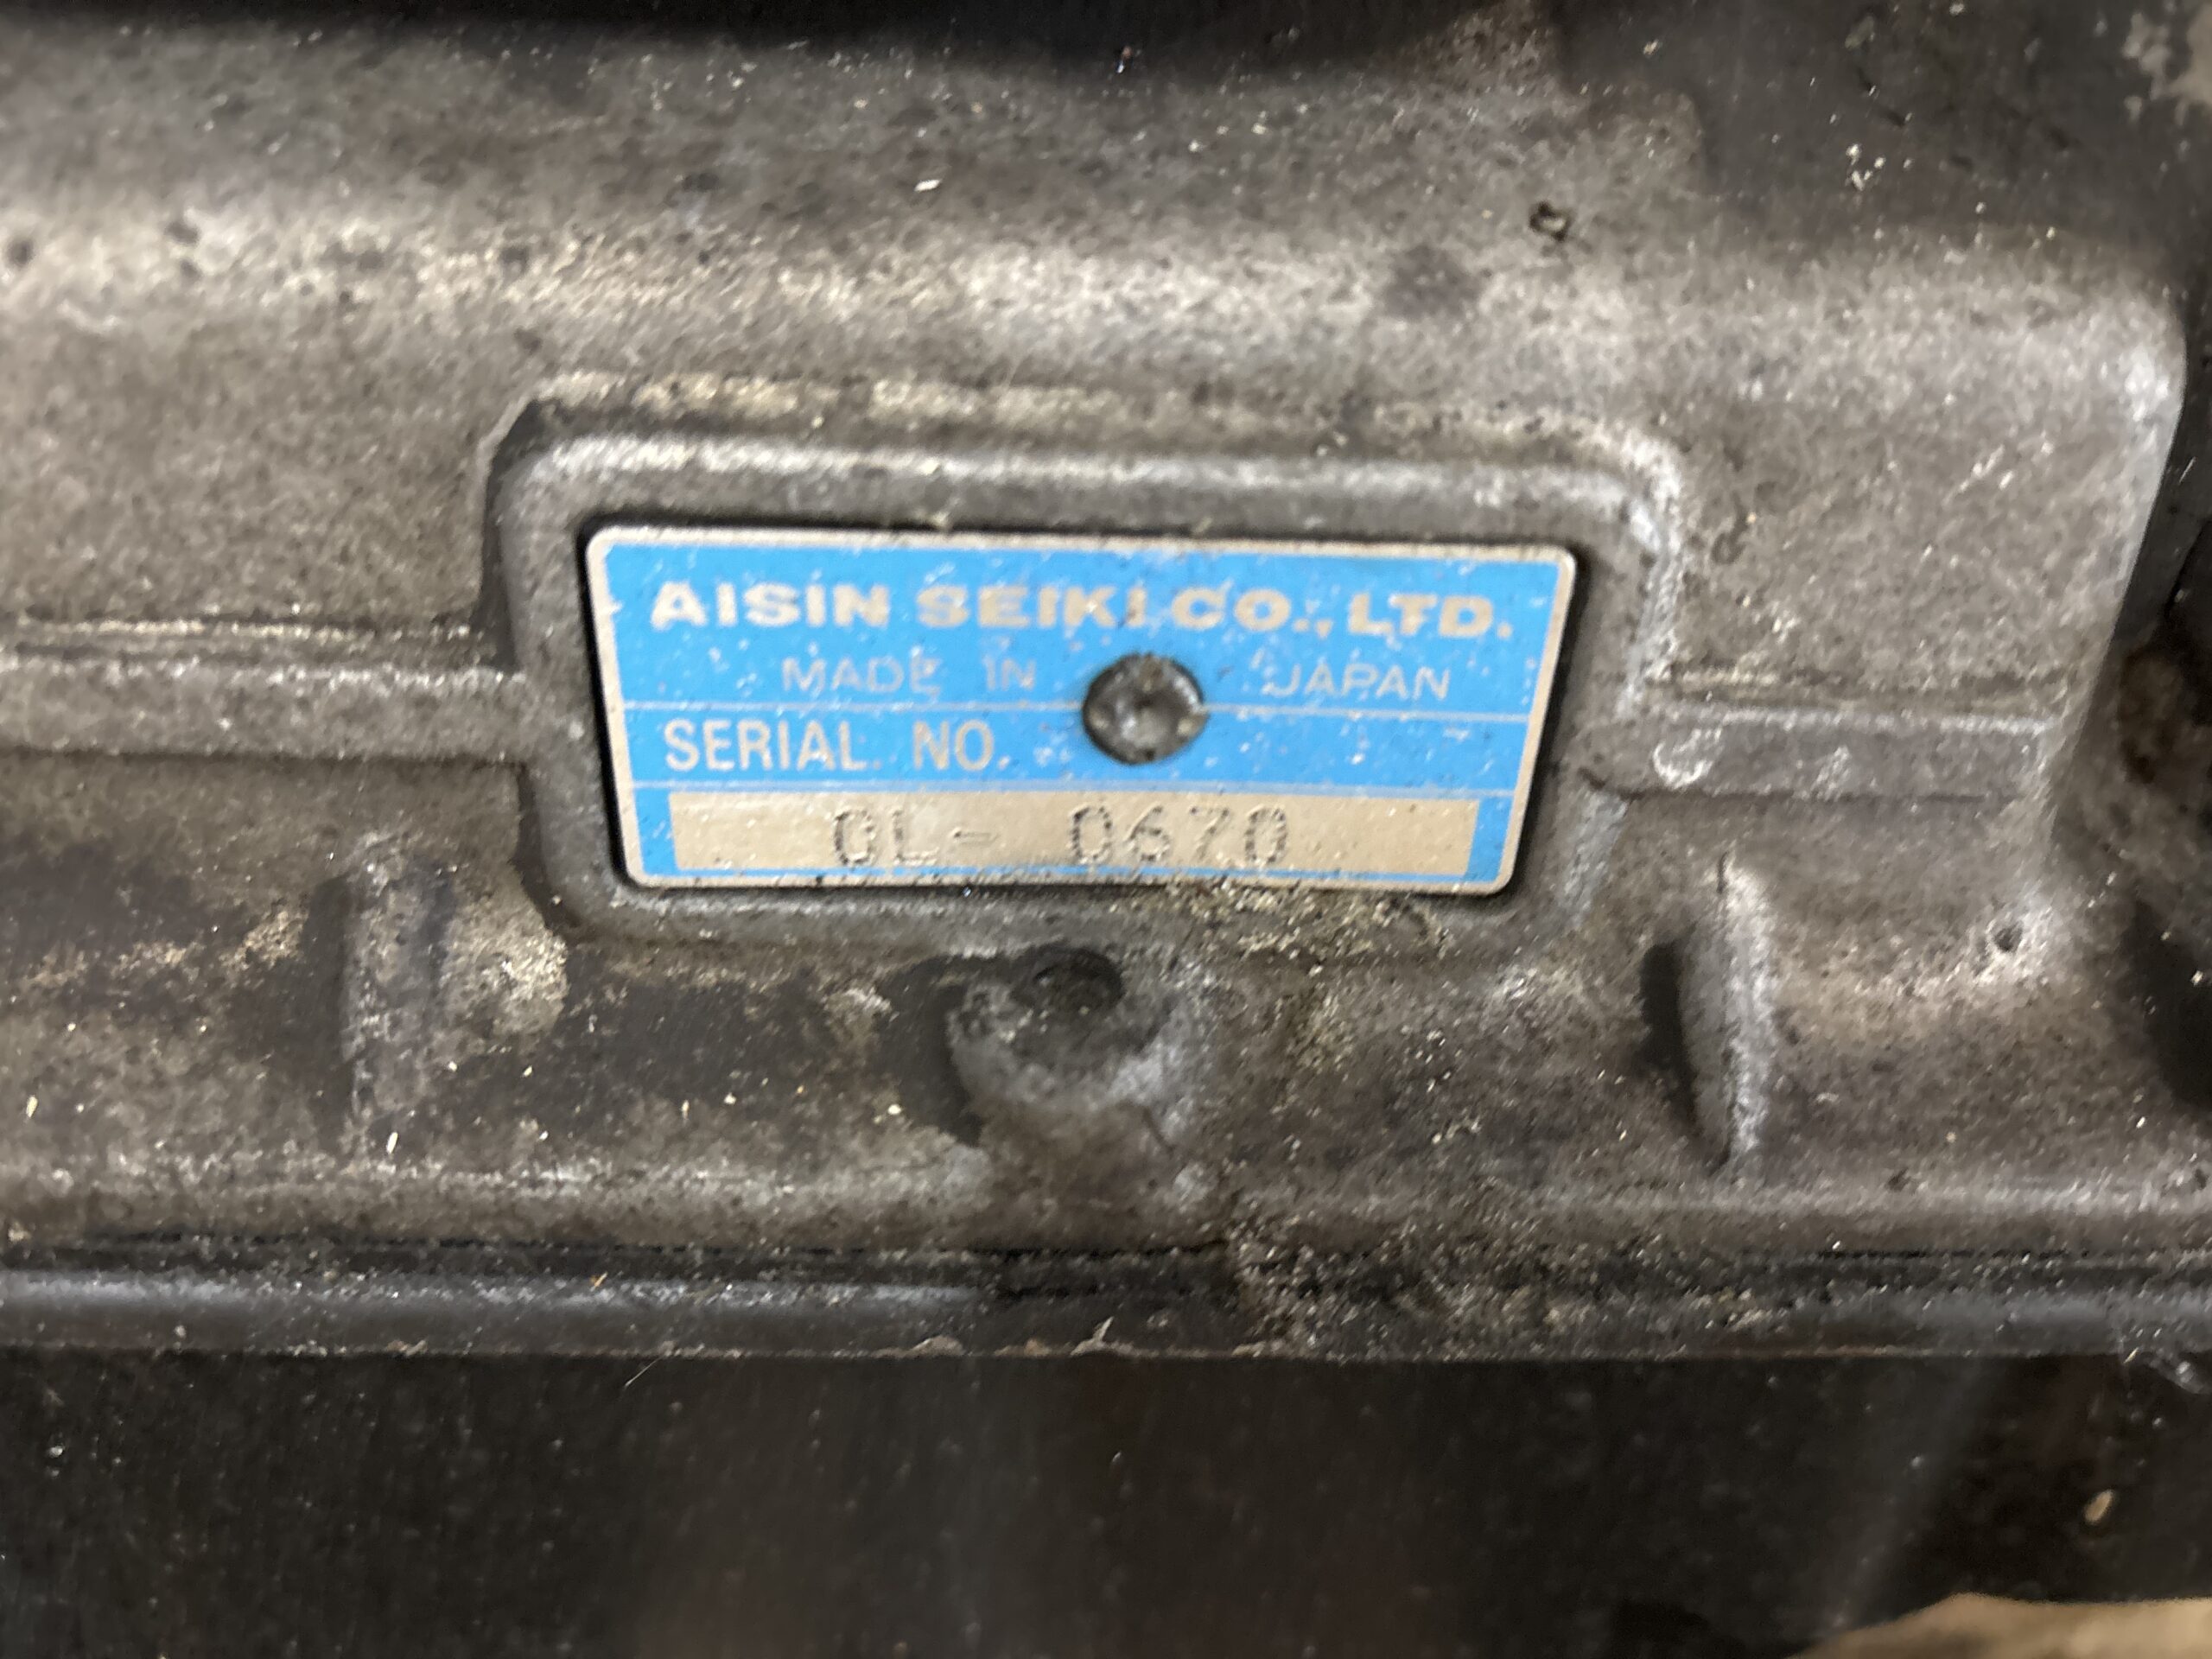 AISIN SEIKI CO., LTD.
MADE IN JAPAN
SERIAL NO.
0L- 0670